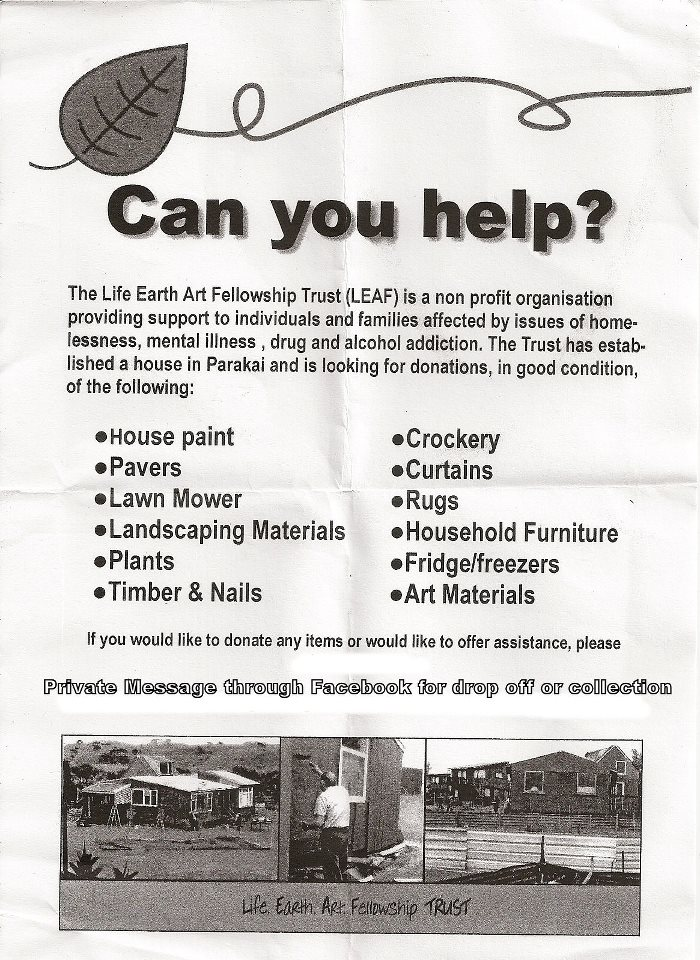 Can you help?
The Life Earth Art Fellowship Trust (LEAF) is a non profit organisation
providing support to individuals and families affected by issues of home-
lessness, mental illness , drug and alcohol addiction. The Trust has estab-
lished a house in Parakai and is looking for donations, in good condition,
of the following:
●House paint
●Pavers
●Lawn Mower
●Landscaping Materials
●Plants
●Timber & Nails
●Crockery
●Curtains
●Rugs
●Household Furniture
●Fridge/freezers
●Art Materials
If you would like to donate any items or would like to offer assistance, please
Private Message through Facebook for drop off or collection
Life. Earth. Art. Fellowship TRUST